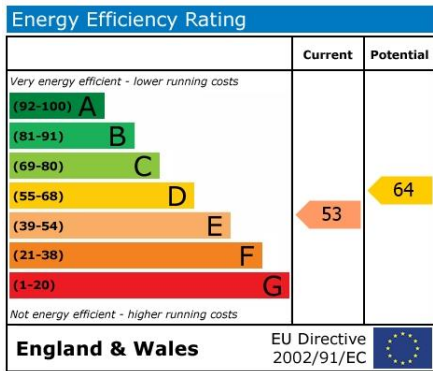 Energy Efficiency Rating
Current Potential
Very energy efficient - lower running costs
(92-100) A
(81-91) B
(69-80) C
(55-68) D
(39-54) E
(21-38) F
(1-20) G
53
64
Not energy efficient - higher running costs
England & Wales
EU Directive
2002/91/EC